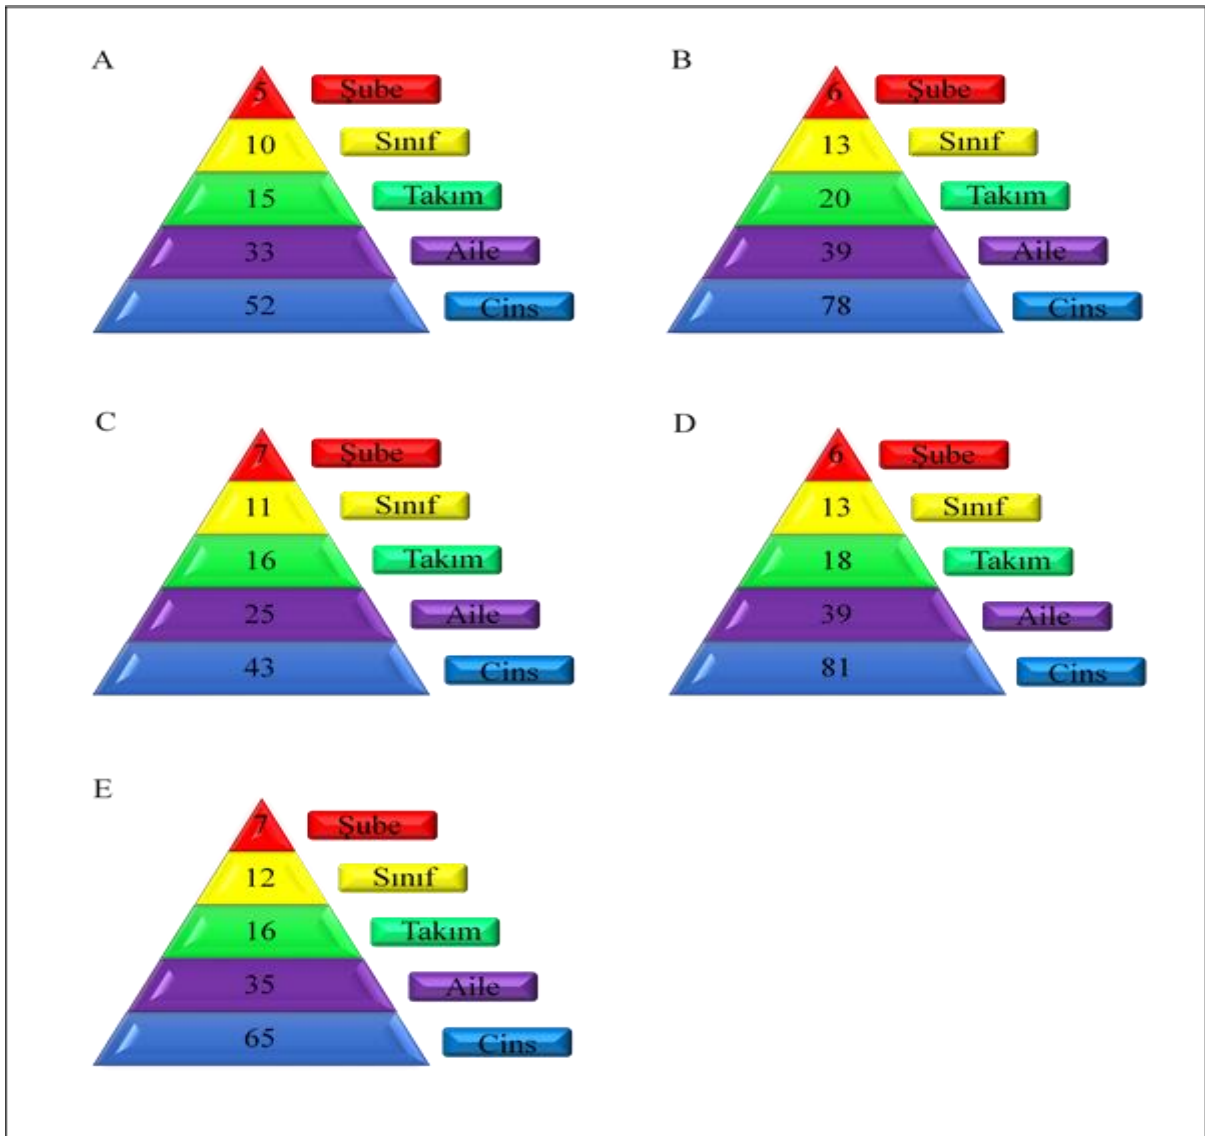 A
5 Şube
10 Sınıf
15 Takım
33 Aile
52 Cins
B
6 Şube
13 Sınıf
20 Takım
39 Aile
78 Cins
C
7 Şube
11 Sınıf
16 Takım
25 Aile
43 Cins
D
6 Şube
13 Sınıf
18 Takım
39 Aile
81 Cins
E
7 Şube
12 Sınıf
16 Takım
35 Aile
65 Cins